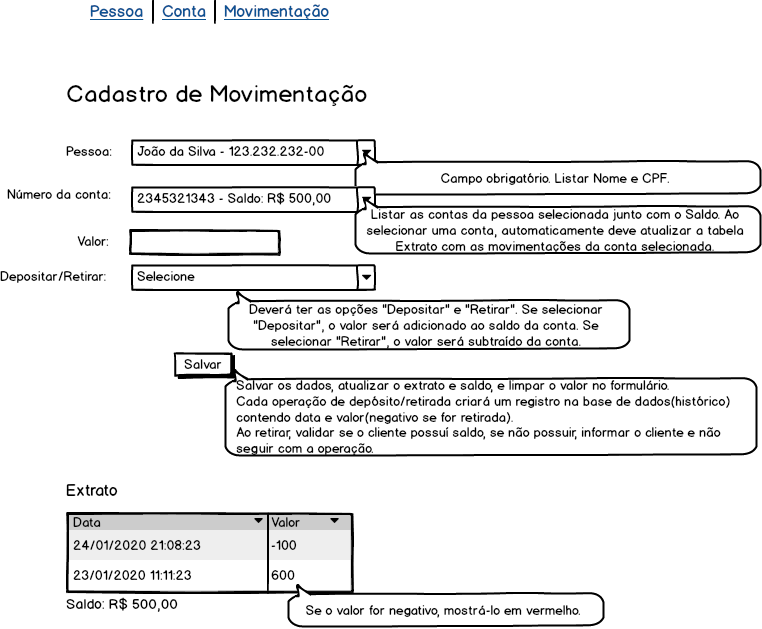 Pessoa Conta Movimentação
Cadastro de Movimentação
Pessoa: João da Silva - 123.232.232-00
Campo obrigatório. Listar Nome e CPF.
Número da conta: 2345321343 - Saldo: R$ 500,00
Listar as contas da pessoa selecionada junto com o Saldo. Ao
selecionar uma conta, automaticamente deve atualizar a tabela
Extrato com as movimentações da conta selecionada.
Valor:
Depositar/Retirar: Selecione
Deverá ter as opções "Depositar" e "Retirar". Se selecionar
"Depositar", o valor será adicionado ao saldo da conta. Se
selecionar "Retirar", o valor será subtraído da conta.
Salvar
Salvar os dados, atualizar o extrato e saldo, e limpar o valor no formulário.
Cada operação de depósito/retirada criará um registro na base de dados(histórico)
contendo data e valor(negativo se for retirada).
Ao retirar, validar se o cliente possuí saldo, se não possuir, informar o cliente e não
seguir com a operação.
Extrato
Data Valor
24/01/2020 21:08:23 -100
23/01/2020 11:11:23 600
Saldo: R$ 500,00
Se o valor for negativo, mostrá-lo em vermelho.